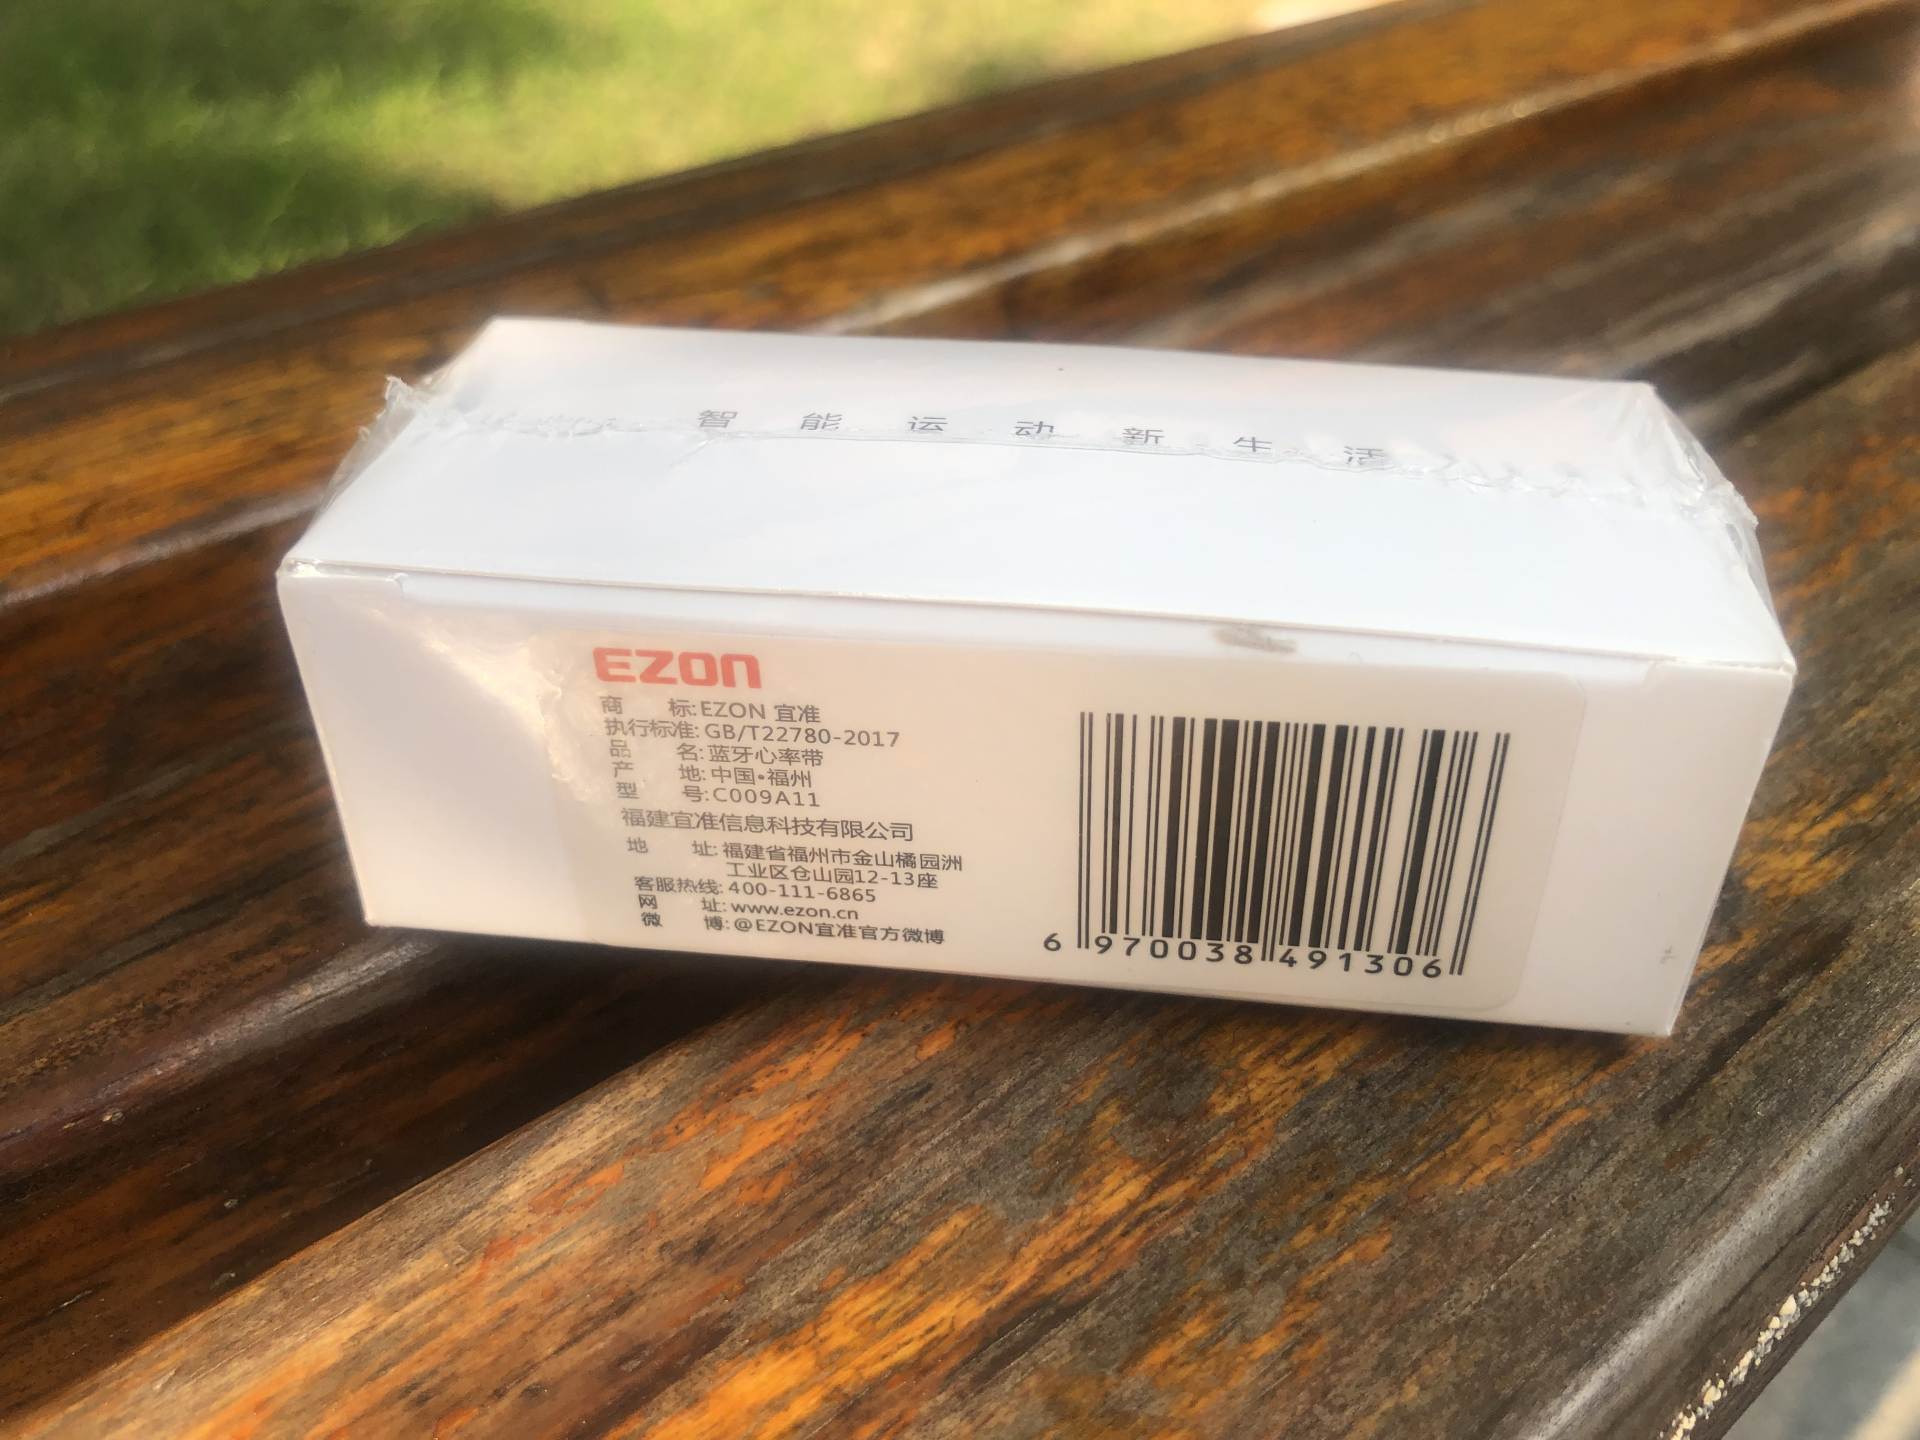 智能运动新生活
EZON
商 标:EZON 宜准
执行标准:GB/T22780-2017
品 名:蓝牙心率带
产 地:中国•福州
型 号:C009A11
福建宜准信息科技有限公司
地 址:福建省福州市金山橘园洲
工业区仓山园12-13座
客服热线:400-111-6865
网 址:www.ezon.cn
微 博:@EZON宜准官方微博
6 970038 491306